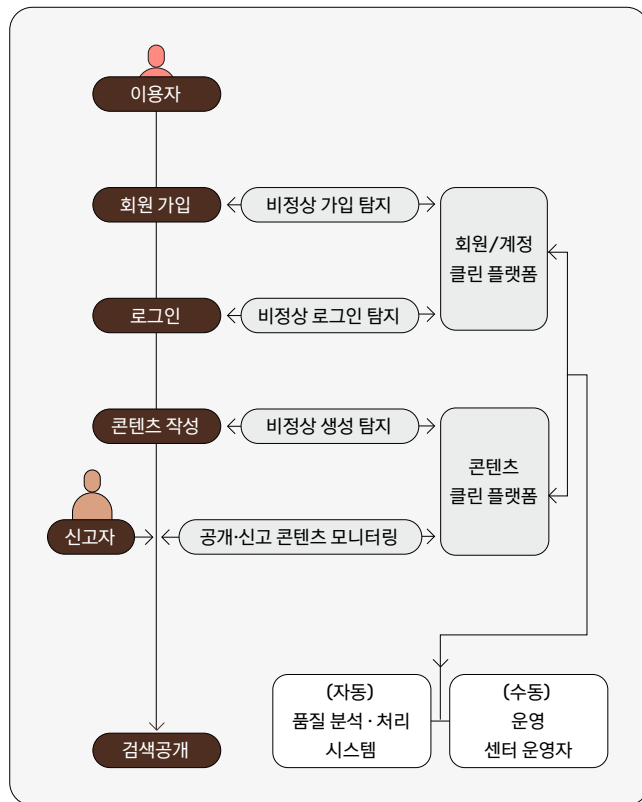 이용자
회원 가입
비정상 가입 탐지
회원/계정
클린 플랫폼
로그인
비정상 로그인 탐지
콘텐츠 작성
비정상 생성 탐지
콘텐츠
클린 플랫폼
신고자
공개·신고 콘텐츠 모니터링
(자동)
품질 분석 · 처리
시스템
(수동)
운영
센터 운영자
검색공개